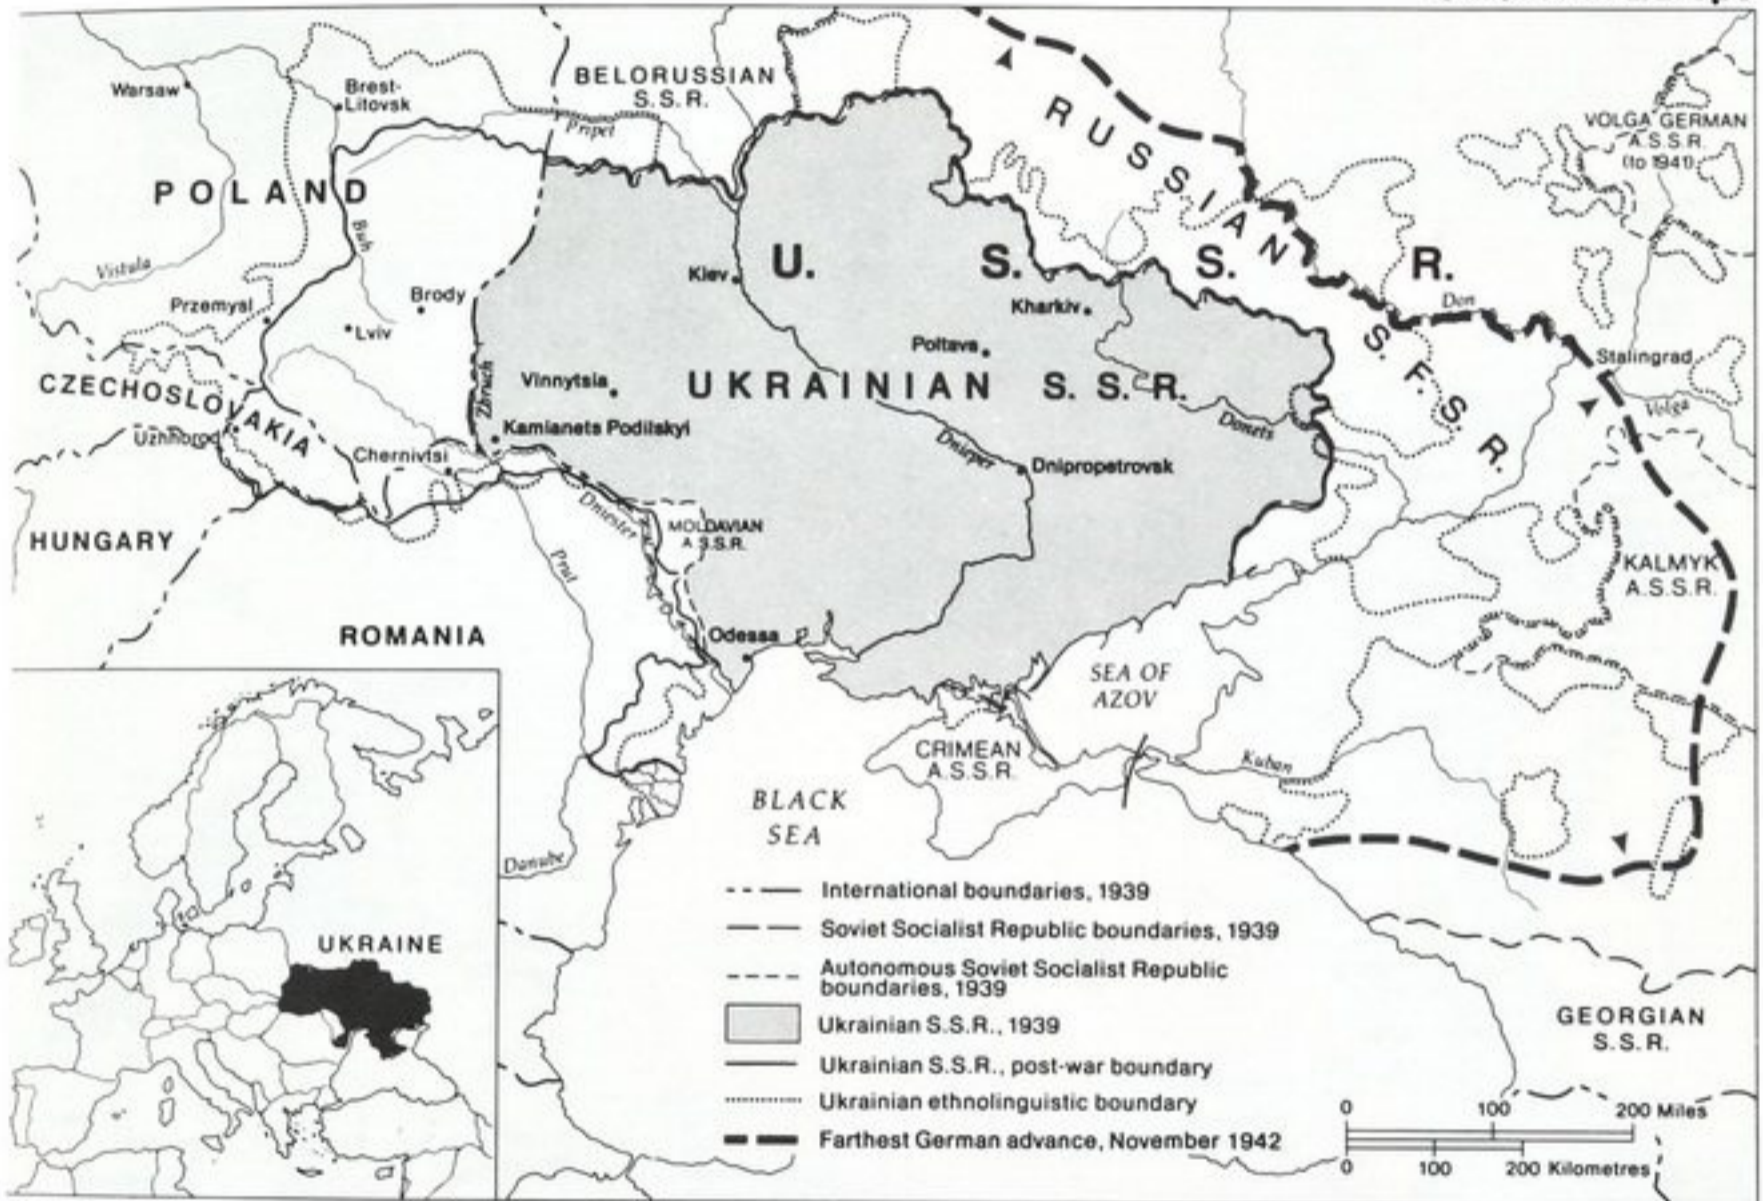 Warsaw
Brest-
Litovsk
BELORUSSIAN
S.S.R.
Pripet
RUSSIAN
S. F. S. R.
VOLGA GERMAN
A.S.S.R.
(to 1941)
POLAND
Buh
Vistula
Kiev
U. S. S. R.
Przemysl
Brody
Lviv
Kharkiv
Don
Poltava
Stalingrad
CZECHOSLOVAKIA
Zbruch
Vinnytsia
UKRAINIAN S. S. R.
Volga
Uzhhorod
Kamianets Podilskyi
Donets
Chernivtsi
Dnieper
Dnipropetrovsk
HUNGARY
Dniester
MOLDAVIAN
A S.S.R.
Prut
KALMYK
A.S.S.R.
ROMANIA
Odessa
SEA OF
AZOV
CRIMEAN
A.S.S.R.
Kuban
BLACK
SEA
Danube
UKRAINE
International boundaries, 1939
Soviet Socialist Republic boundaries, 1939
Autonomous Soviet Socialist Republic
boundaries, 1939
Ukrainian S.S.R., 1939
Ukrainian S.S.R., post-war boundary
Ukrainian ethnolinguistic boundary
Farthest German advance, November 1942
GEORGIAN
S.S.R.
0 100 200 Miles
0 100 200 Kilometres